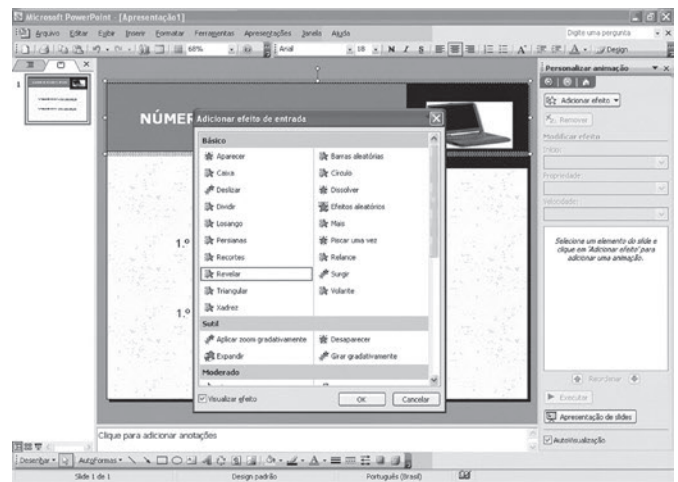 Microsoft PowerPoint - [Apresentação1]
Arquivo Editar Exibir Inserir Formatar Ferramentas Apresentações Janela Ajuda
Digite uma pergunta
68%
Arial
18
N I S
Design
Personalizar animação
Adicionar efeito
Remover
Modificar efeito
Início:
Propriedade:
Velocidade:
Selecione um elemento do slide e
clique em "Adicionar efeito" para
adicionar uma animação.
Reordenar
Executar
Apresentação de slides
AutoVisualização
1
NÚMER
1.º
1.º
Adicionar efeito de entrada
Básico
Aparecer
Barras aleatórias
Caixa
Círculo
Deslizar
Dissolver
Dividir
Efeitos aleatórios
Losango
Mais
Persianas
Piscar uma vez
Recortes
Relance
Revelar
Surgir
Triangular
Volante
Xadrez
Sutil
Aplicar zoom gradativamente
Desaparecer
Expandir
Girar gradativamente
Moderado
Visualizar efeito
OK
Cancelar
Clique para adicionar anotações
Desenhar
AutoFormas
Slide 1 de 1
Design padrão
Português (Brasil)